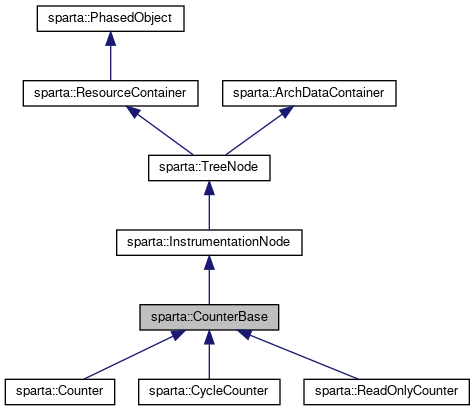 sparta::PhasedObject
sparta::ResourceContainer
sparta::ArchDataContainer
sparta::TreeNode
sparta::InstrumentationNode
sparta::CounterBase
sparta::Counter
sparta::CycleCounter
sparta::ReadOnlyCounter